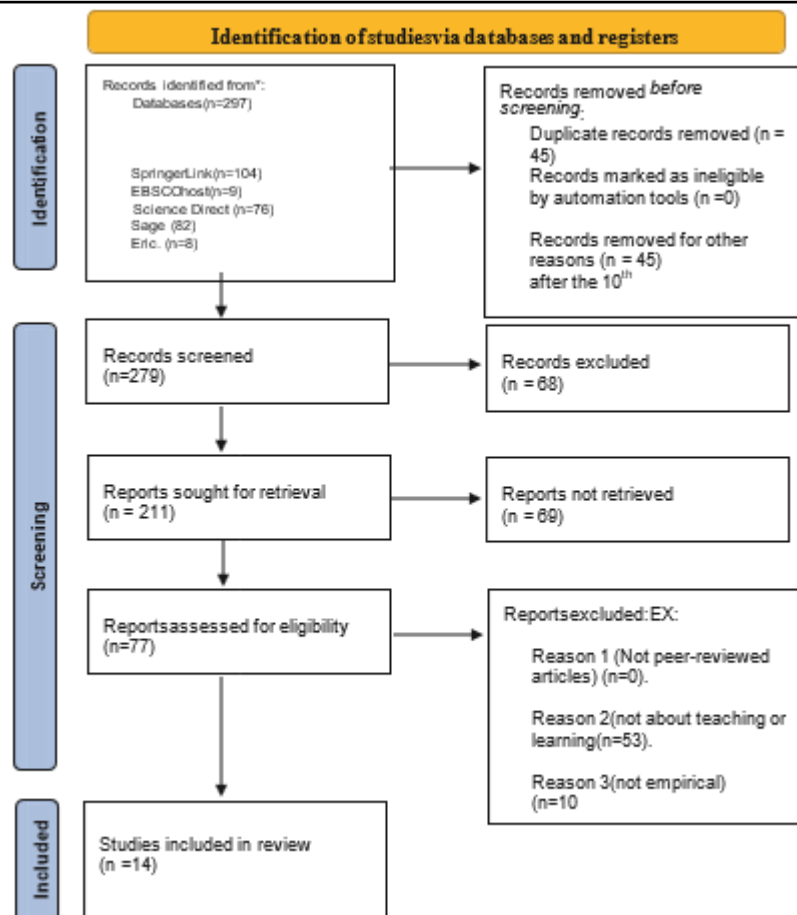 Identification of studiesvia databases and registers
Identification
Records identified from*:
Databases(n=297)
SpringerLink(n=104)
EBSCOhost(n=9)
Science Direct (n=76)
Sage (82)
Eric. (n=8)
Records removed before
screening:
Duplicate records removed (n =
45)
Records marked as ineligible
by automation tools (n =0)
Records removed for other
reasons (n = 45)
after the 10th
Screening
Records screened
(n=279)
Records excluded
(n = 68)
Reports sought for retrieval
(n = 211)
Reports not retrieved
(n = 69)
Reportsassessed for eligibility
(n=77)
Reportsexcluded:EX:
Reason 1 (Not peer-reviewed
articles) (n=0).
Reason 2(not about teaching or
learning(n=53).
Reason 3(not empirical)
(n=10
Included
Studies included in review
(n =14)